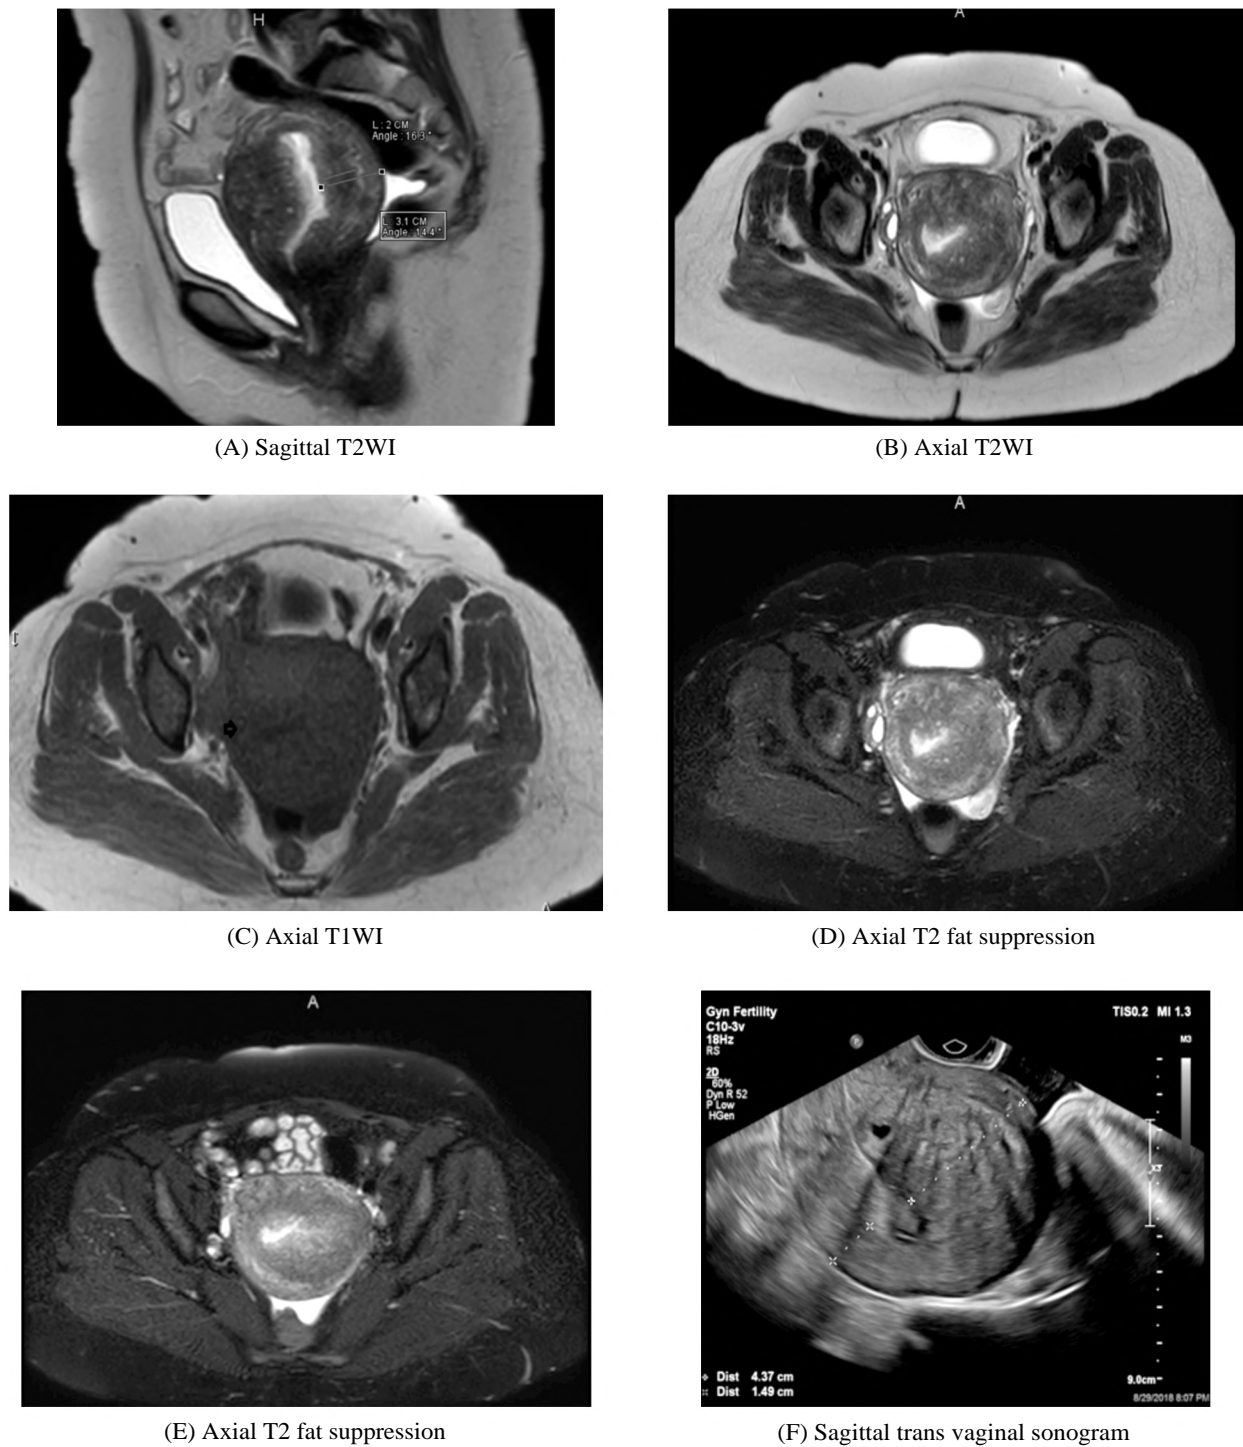 H
L : 2 CM
Angle : 16.3 °
L : 3.1 CM
Angle : 14.4 °
(A) Sagittal T2WI
A
(B) Axial T2WI
(C) Axial T1WI
A
(D) Axial T2 fat suppression
A
(E) Axial T2 fat suppression
Gyn Fertility
C10-3v
18Hz
RS
2D
60%
Dyn R 52
P Low
HGen
TIS0.2 MI 1.3
M3
P
Dist 4.37 cm
Dist 1.49 cm
9.0cm
8/29/2018 8:07 PM
(F) Sagittal trans vaginal sonogram